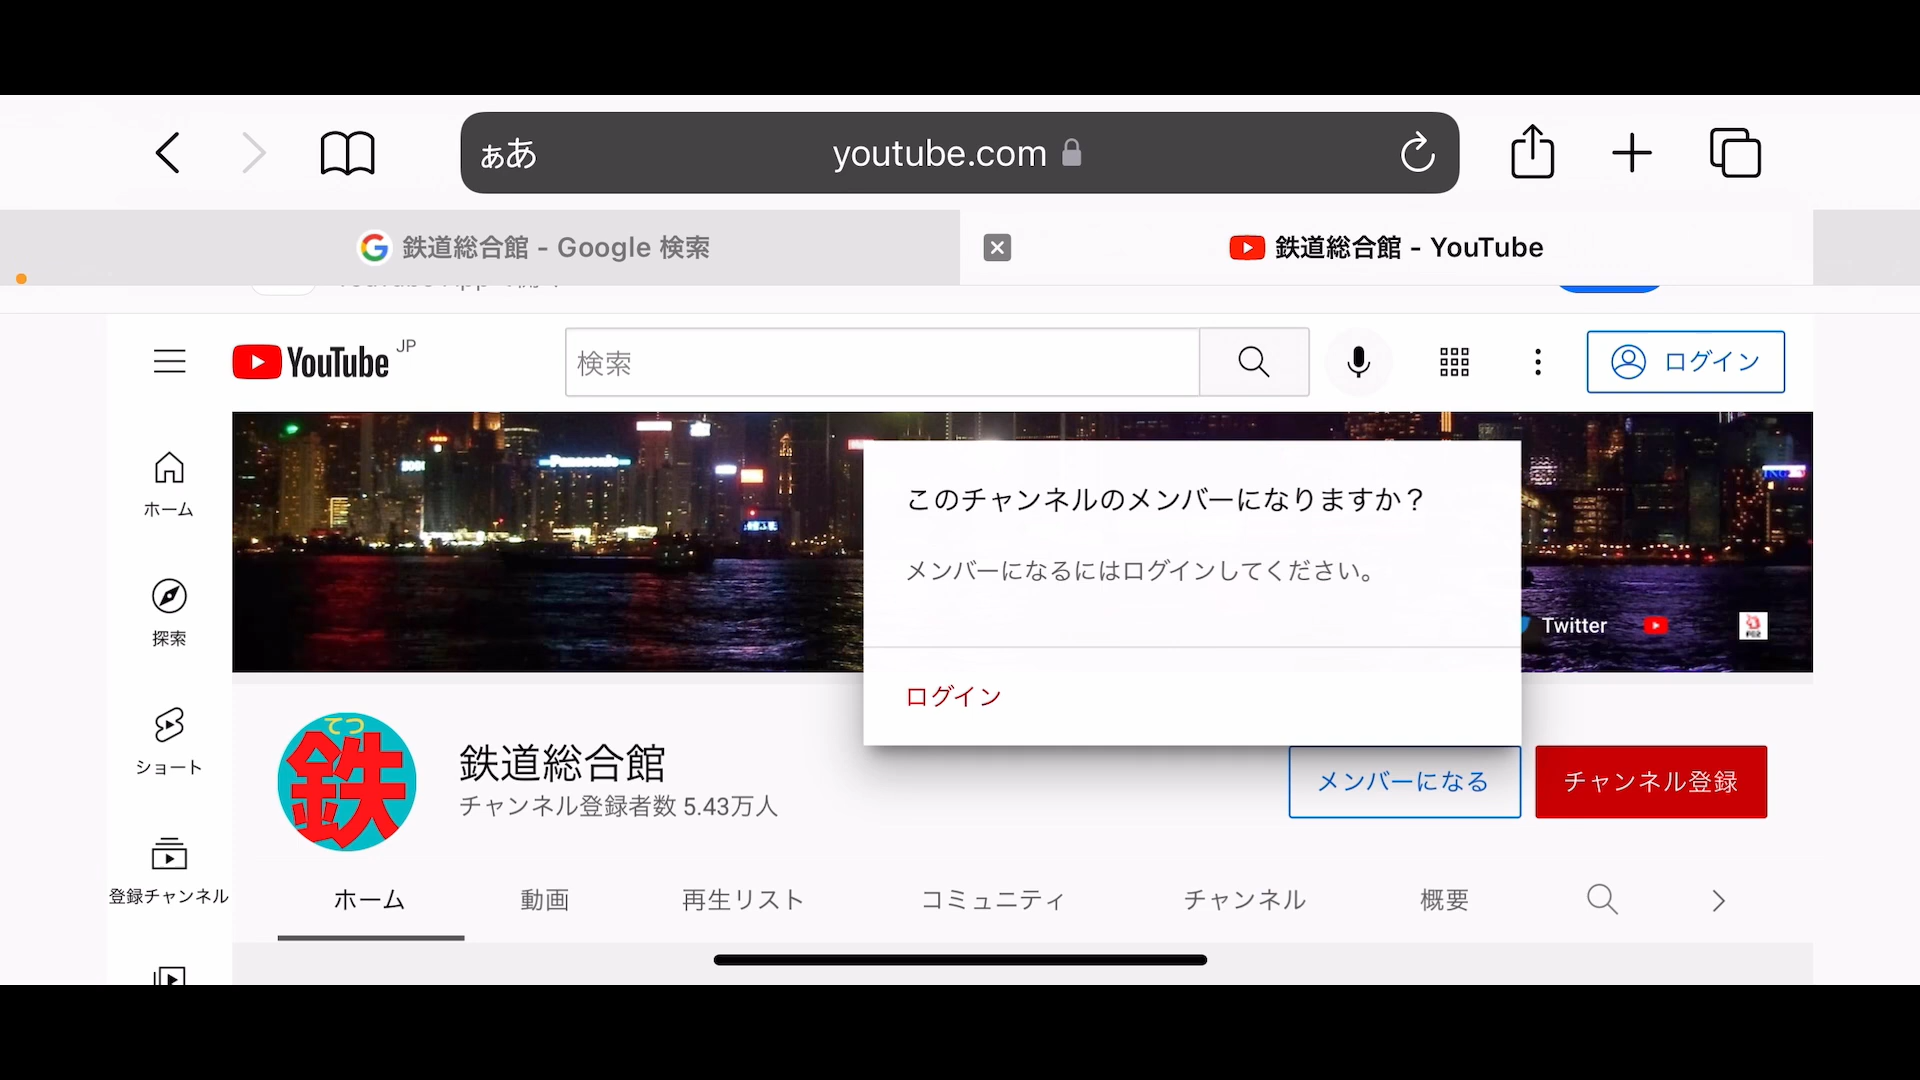 ぁあ
youtube.com
鉄道総合館 - Google 検索
鉄道総合館 - YouTube
YouTube JP
検索
ログイン
Panasonic
このチャンネルのメンバーになりますか？
メンバーになるにはログインしてください。
ログイン
Twitter
ホーム
探索
ショート
登録チャンネル
てつ
鉄
鉄道総合館
チャンネル登録者数 5.43万人
メンバーになる
チャンネル登録
ホーム
動画
再生リスト
コミュニティ
チャンネル
概要